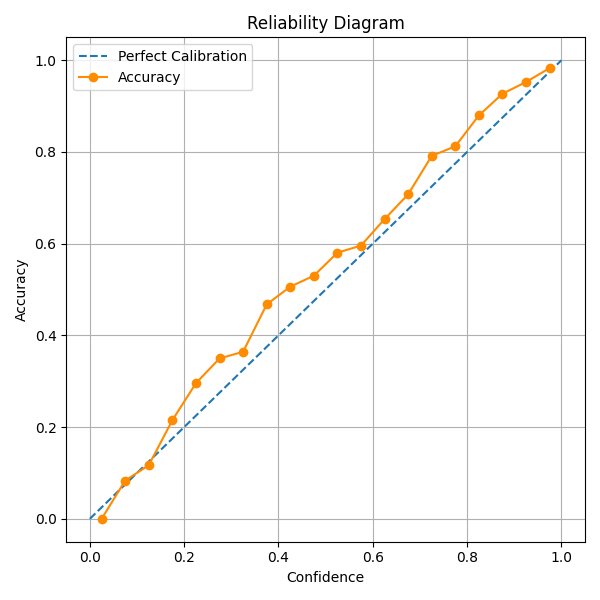 Reliability Diagram
Perfect Calibration
Accuracy
1.0
0.8
0.6
0.4
0.2
0.0
Accuracy
0.0 0.2 0.4 0.6 0.8 1.0
Confidence